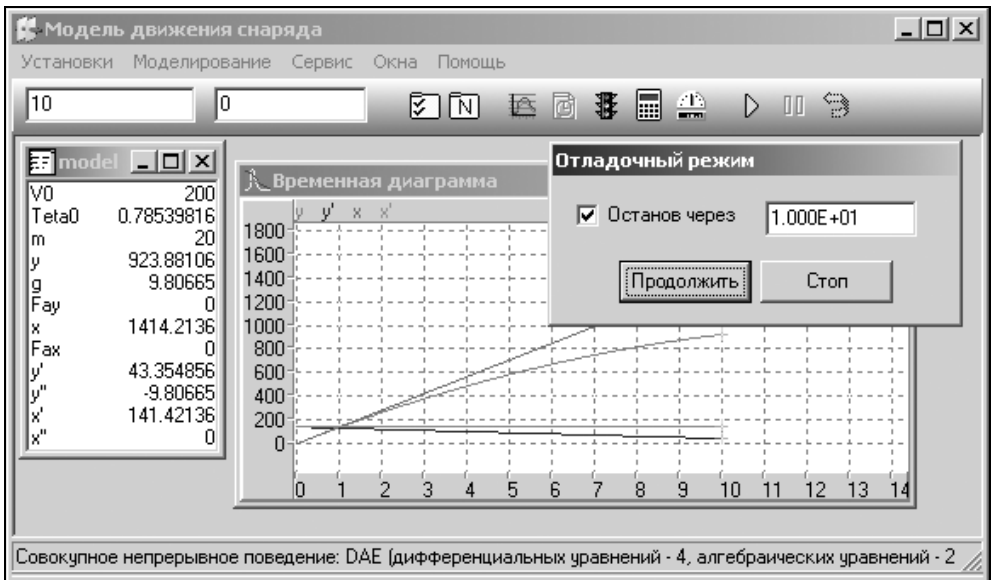 Модель движения снаряда
Установки Моделирование Сервис Окна Помощь
10 0
N
model
V0 200
Teta0 0.78539816
m 20
y 923.88106
g 9.80665
Fay 0
x 1414.2136
Fax 0
y' 43.354856
y'' -9.80665
x' 141.42136
x'' 0
Временная диаграмма
y y' x x'
1800
1600
1400
1200
1000
800
600
400
200
0
0 1 2 3 4 5 6 7 8 9 10 11 12 13 14
Отладочный режим
Останов через 1.000E+01
Продолжить Стоп
Совокупное непрерывное поведение: DAE (дифференциальных уравнений - 4, алгебраических уравнений - 2